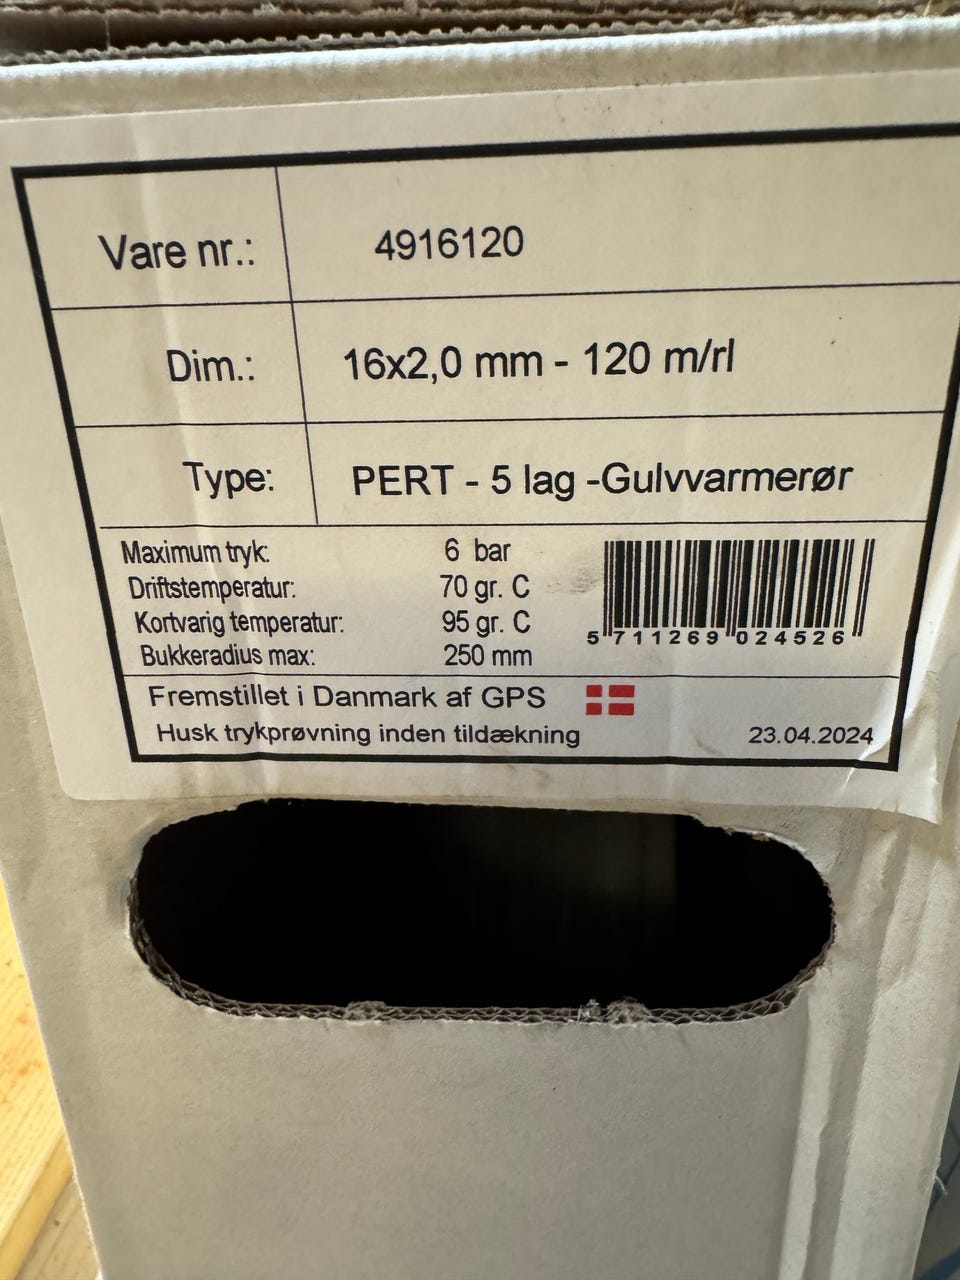 Vare nr.: 4916120
Dim.: 16x2,0 mm - 120 m/rl
Type: PERT - 5 lag -Gulvvarmerør
Maximum tryk: 6 bar
Driftstemperatur: 70 gr. C
Kortvarig temperatur: 95 gr. C
Bukkeradius max: 250 mm
5 711269 024526
Fremstillet i Danmark af GPS
Husk trykprøvning inden tildækning 23.04.2024